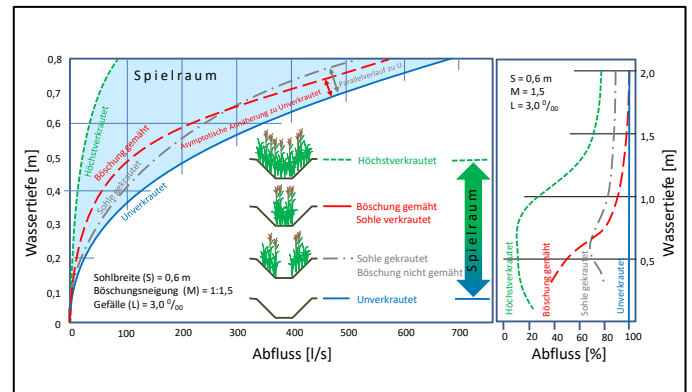 Spielraum
Höchstverkrautet
Böschung gemäht
Sohle gekrautet
Unverkrautet
Asymptotische Annäherung zu Unverkrautet
Parallelverlauf zu U.
0,8
0,7
0,6
0,5
0,4
0,3
0,2
0,1
0
Wassertiefe [m]
Sohlbreite (S) = 0,6 m
Böschungsneigung (M) = 1:1,5
Gefälle (L) = 3,0 0/00
0
100
200
300
400
500
600
700
Abfluss [l/s]
Höchstverkrautet
Böschung gemäht
Sohle verkrautet
Sohle gekrautet
Böschung nicht gemäht
Unverkrautet
Spielraum
S = 0,6 m
M = 1,5
L = 3,0 0/00
2,0
1,5
1,0
0,5
Wassertiefe [m]
Höchstverkrautet
Böschung gemäht
Sohle gekrautet
Unverkrautet
0
20
40
60
80
100
Abfluss [%]